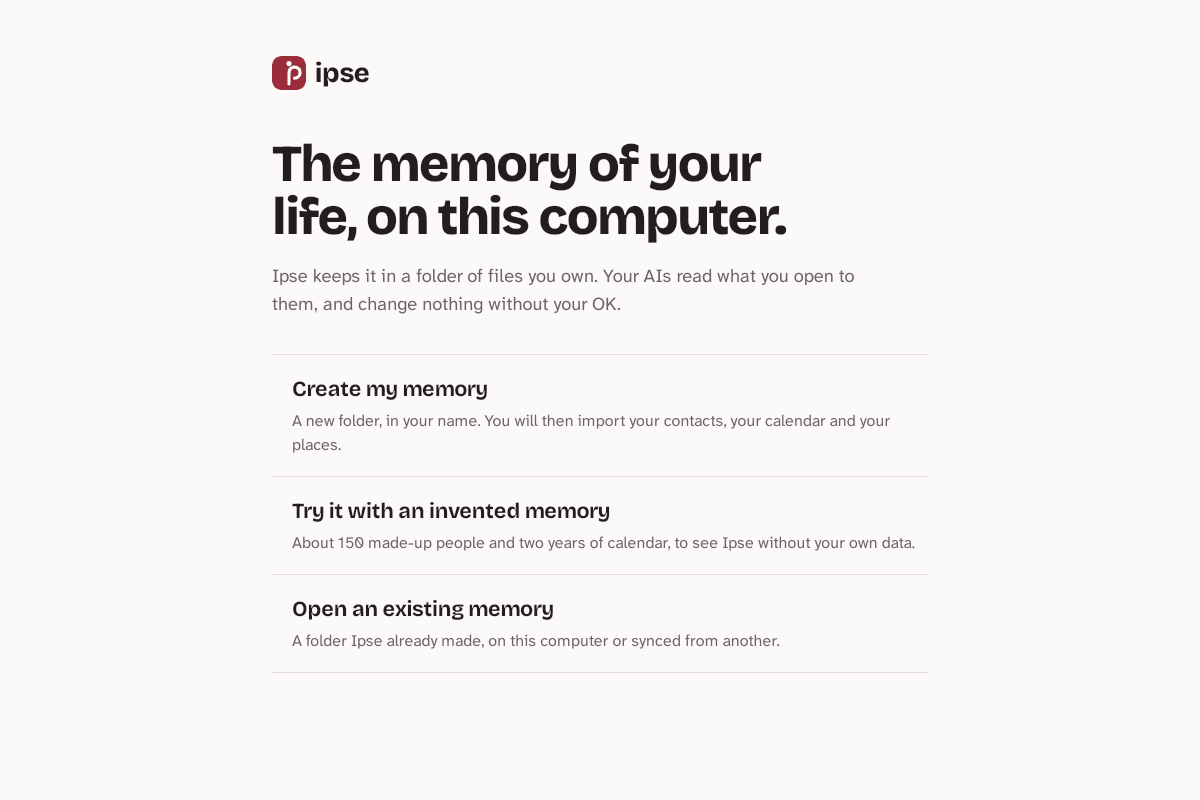 ipse
The memory of your
life, on this computer.
Ipse keeps it in a folder of files you own. Your AIs read what you open to
them, and change nothing without your OK.
Create my memory
A new folder, in your name. You will then import your contacts, your calendar and your
places.
Try it with an invented memory
About 150 made-up people and two years of calendar, to see Ipse without your own data.
Open an existing memory
A folder Ipse already made, on this computer or synced from another.